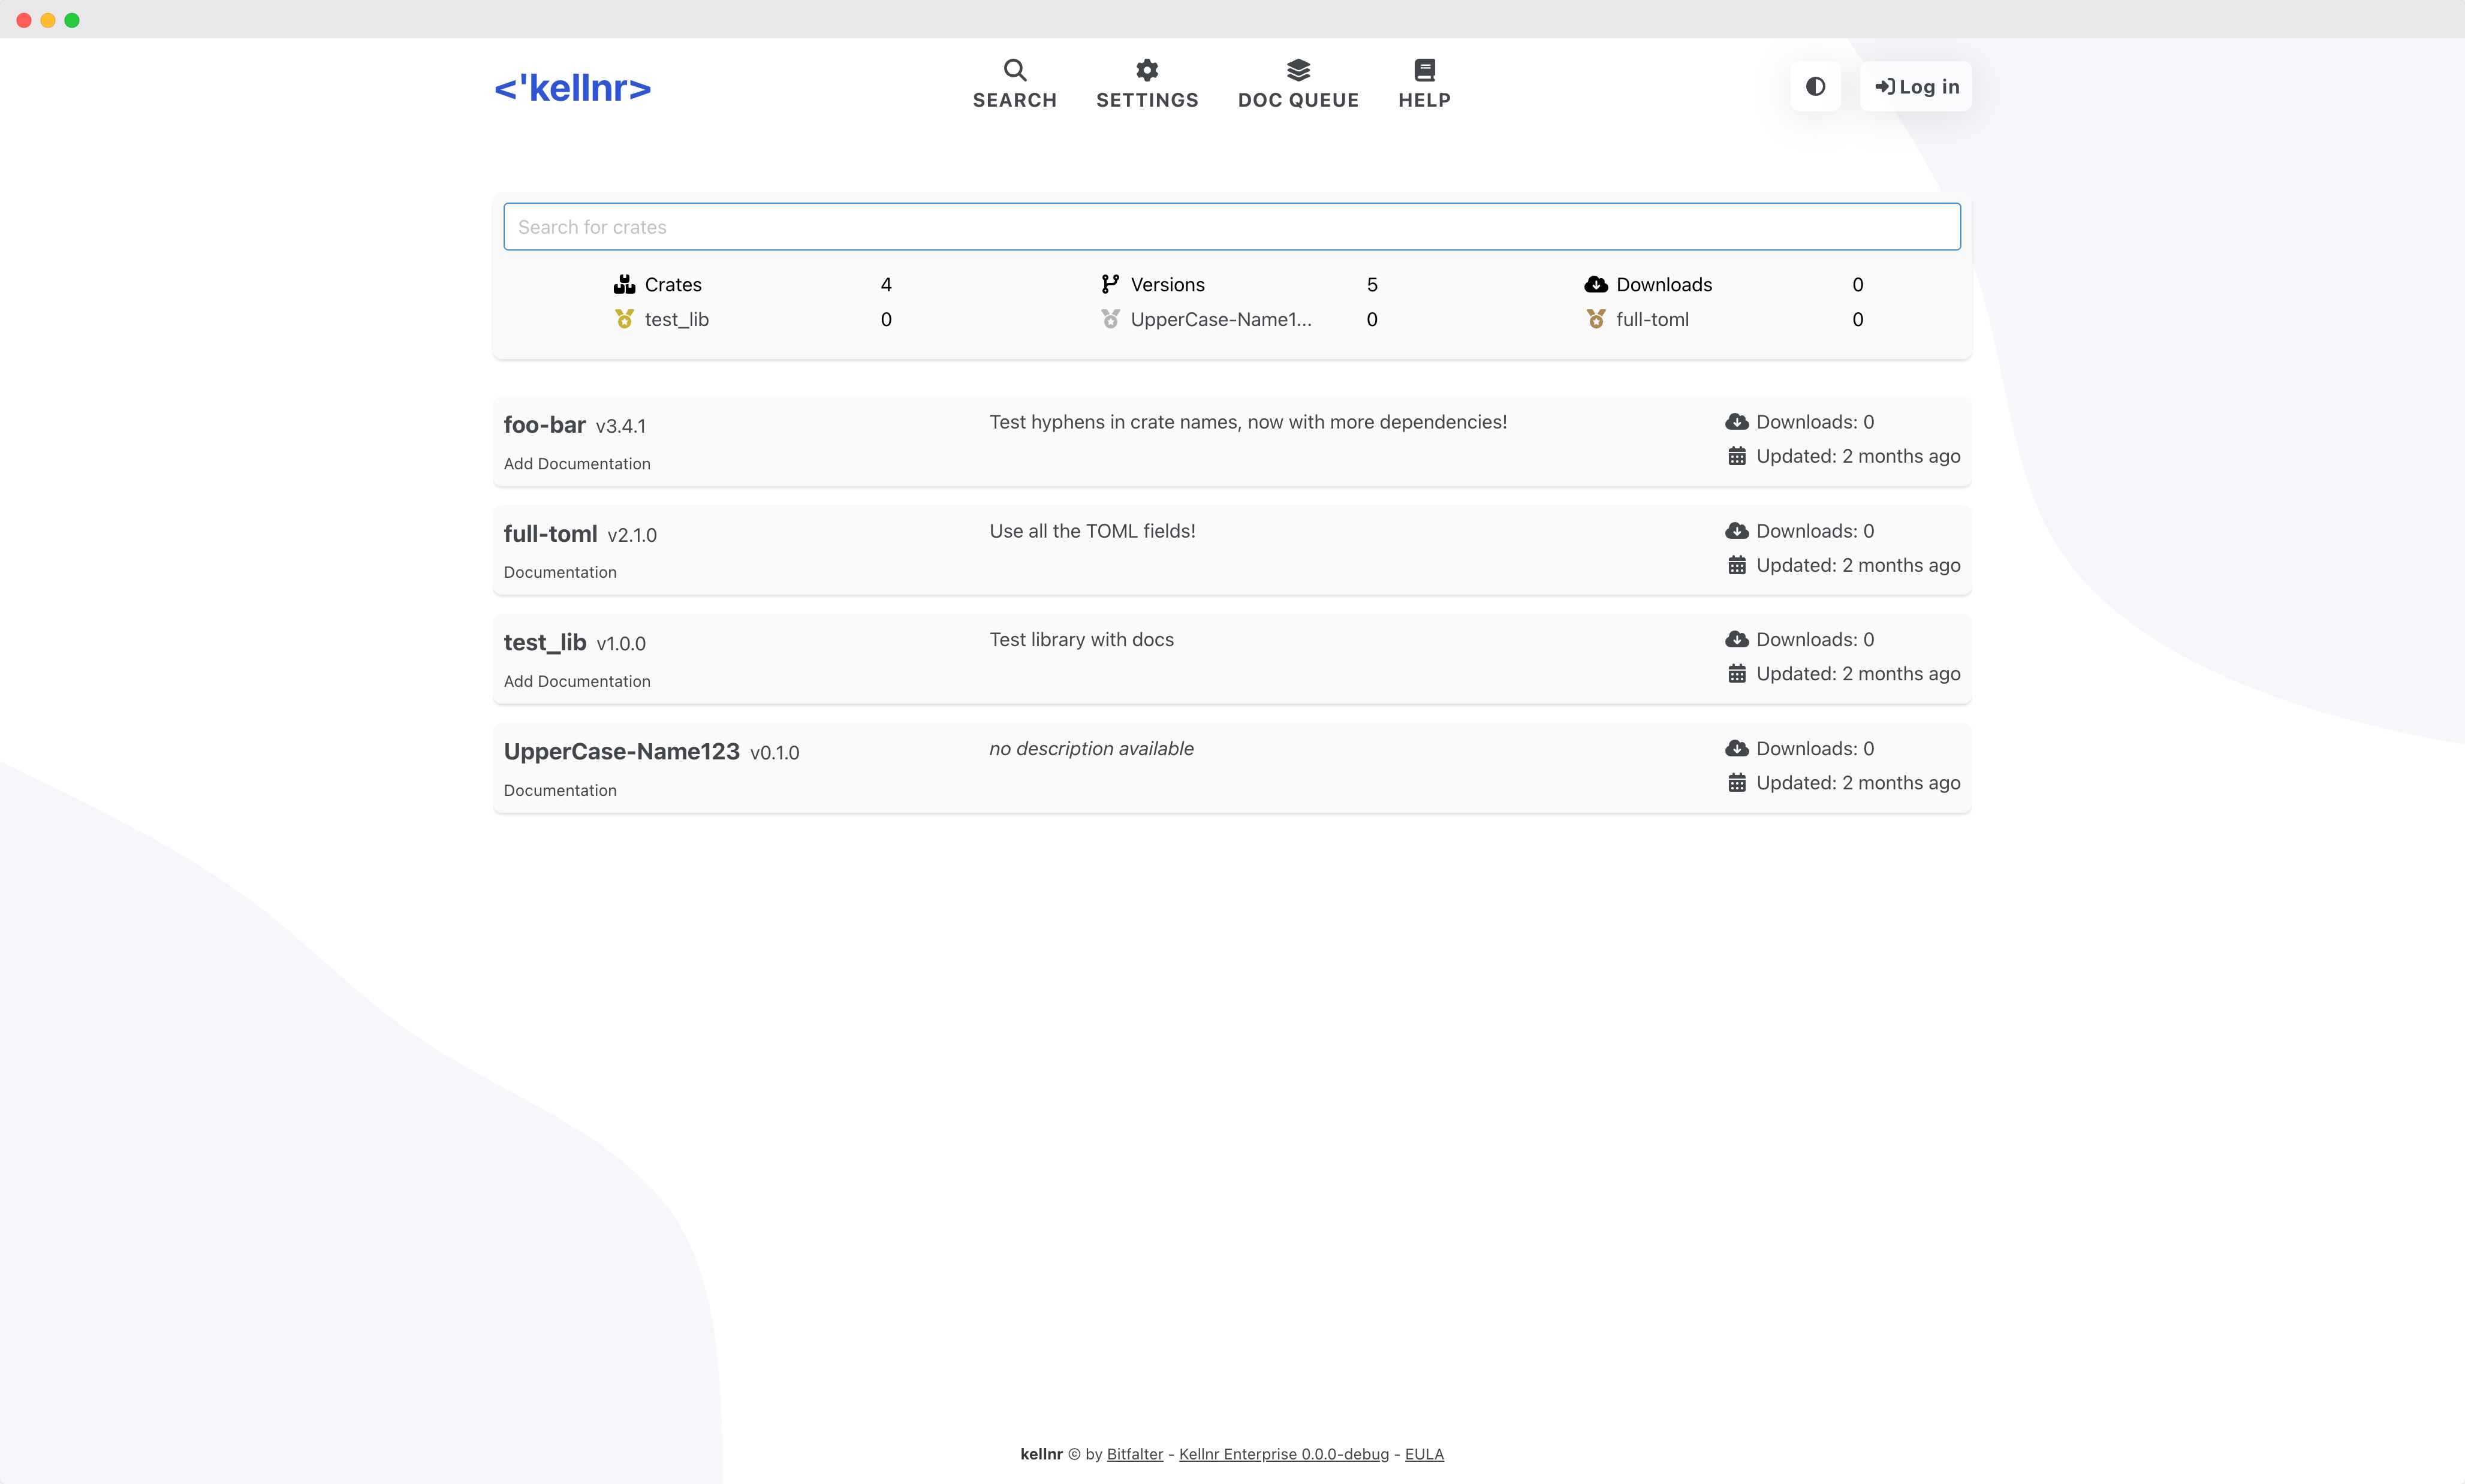 <'kellnr>
SEARCH SETTINGS DOC QUEUE HELP
Log in
Search for crates
Crates 4 Versions 5 Downloads 0
test_lib 0 UpperCase-Name1... 0 full-toml 0
foo-bar v3.4.1 Test hyphens in crate names, now with more dependencies! Downloads: 0
Add Documentation Updated: 2 months ago
full-toml v2.1.0 Use all the TOML fields! Downloads: 0
Documentation Updated: 2 months ago
test_lib v1.0.0 Test library with docs Downloads: 0
Add Documentation Updated: 2 months ago
UpperCase-Name123 v0.1.0 no description available Downloads: 0
Documentation Updated: 2 months ago
kellnr © by Bitfalter - Kellnr Enterprise 0.0.0-debug - EULA